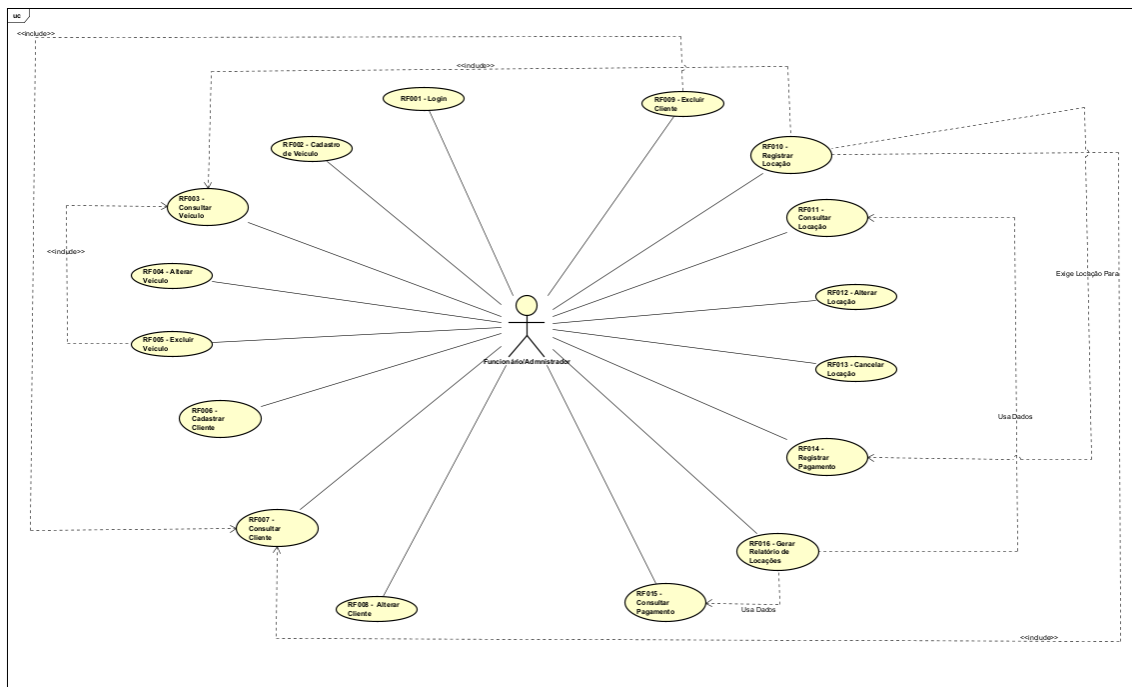 uc
<<include>>
<<include>>
RF001 - Login
RF009 - Excluir
Cliente
RF002 - Cadastro
de Veículo
RF010 -
Registrar
Locação
RF003 -
Consultar
Veículo
RF011 -
Consultar
Locação
<<include>>
RF004 - Alterar
Veículo
Exige Locação Para
RF012 - Alterar
Locação
RF005 - Excluir
Veículo
Funcionário/Admnistrador
RF013 - Cancelar
Locação
RF006 -
Cadastrar
Cliente
Usa Dados
RF014 -
Registrar
Pagamento
RF007 -
Consultar
Cliente
RF016 - Gerar
Relatório de
Locações
RF008 - Alterar
Cliente
RF015 -
Consultar
Pagamento
Usa Dados
<<include>>